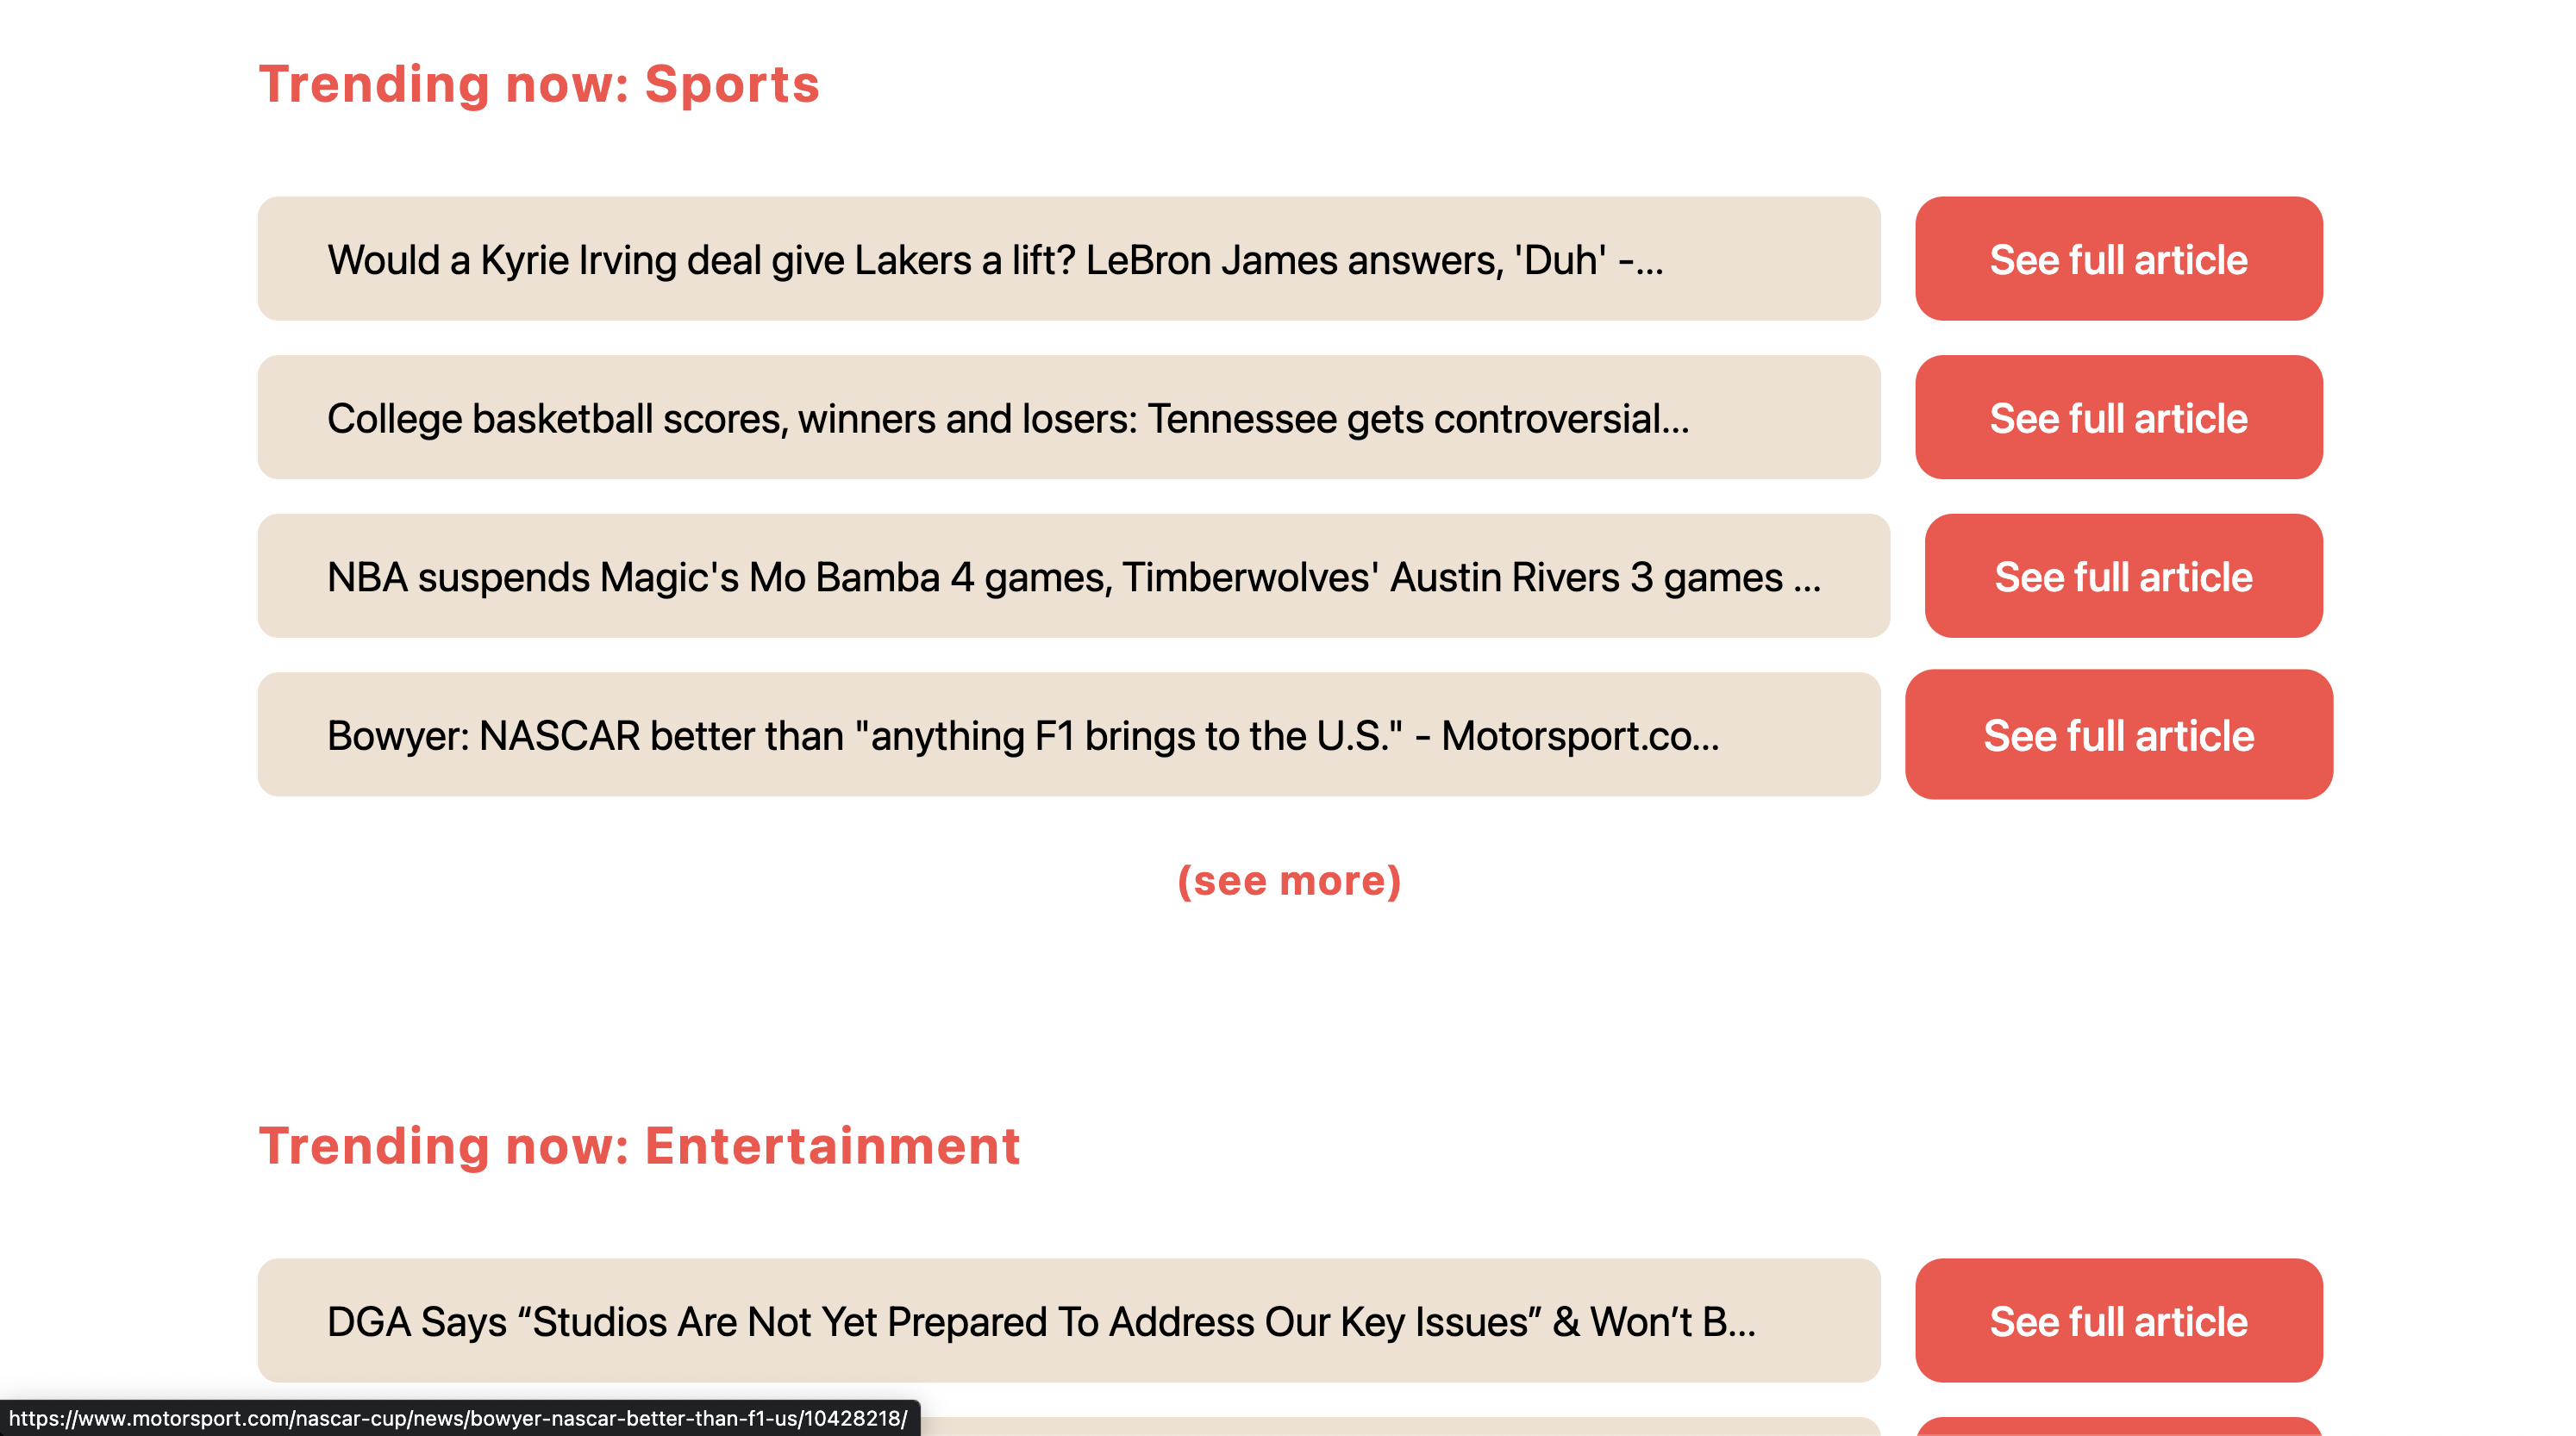 Trending now: Sports
Would a Kyrie Irving deal give Lakers a lift? LeBron James answers, 'Duh' -...
See full article
College basketball scores, winners and losers: Tennessee gets controversial...
See full article
NBA suspends Magic's Mo Bamba 4 games, Timberwolves' Austin Rivers 3 games ...
See full article
Bowyer: NASCAR better than "anything F1 brings to the U.S." - Motorsport.co...
See full article
(see more)
Trending now: Entertainment
DGA Says “Studios Are Not Yet Prepared To Address Our Key Issues” & Won’t B...
See full article
https://www.motorsport.com/nascar-cup/news/bowyer-nascar-better-than-f1-us/10428218/